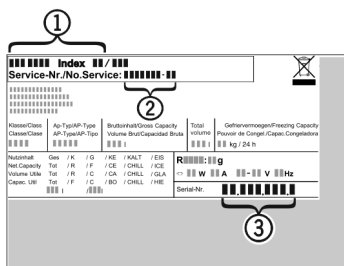 1
Index /
Service-Nr./No.Service: -
2
Klasse/Class Ap-Typ/AP-Type Bruttoinhalt/Gross Capacity Total Gefriervermoegen/Freezing Capacity
Classe/Clase AP-Type/AP-Tipo Volume Brut/Capacidad Bruta volume Pouvoir de Congel./Capac.Congeladora
l l kg / 24 h
Nutzinhalt Ges / K / G / KE / KALT / EIS
Net.Capacity Tot / R / F / CE / CHILL / ICE
Volume Utile Tot / R / C / CA / CHILL / GLA
Capac. Util Tot / F / C / BO / CHILL / HIE
l / l
R : g
W A - V Hz
Serial-Nr. . . .
3